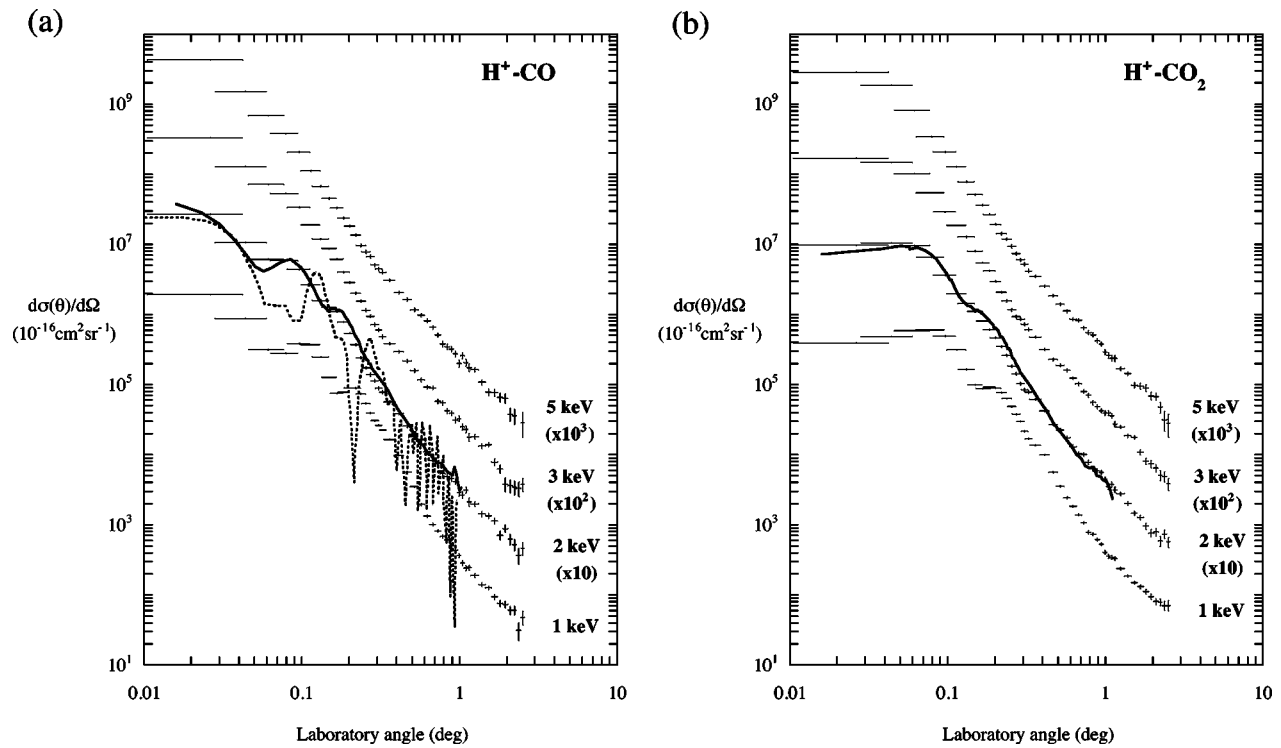 (a)
H⁺-CO
10⁹
10⁷
dσ(θ)/dΩ
(10⁻¹⁶cm²sr⁻¹)
10⁵
10³
10¹
5 keV
(x10³)
3 keV
(x10²)
2 keV
(x10)
1 keV
0.01
0.1
1
10
Laboratory angle (deg)
(b)
H⁺-CO₂
10⁹
10⁷
dσ(θ)/dΩ
(10⁻¹⁶cm²sr⁻¹)
10⁵
10³
10¹
5 keV
(x10³)
3 keV
(x10²)
2 keV
(x10)
1 keV
0.01
0.1
1
10
Laboratory angle (deg)